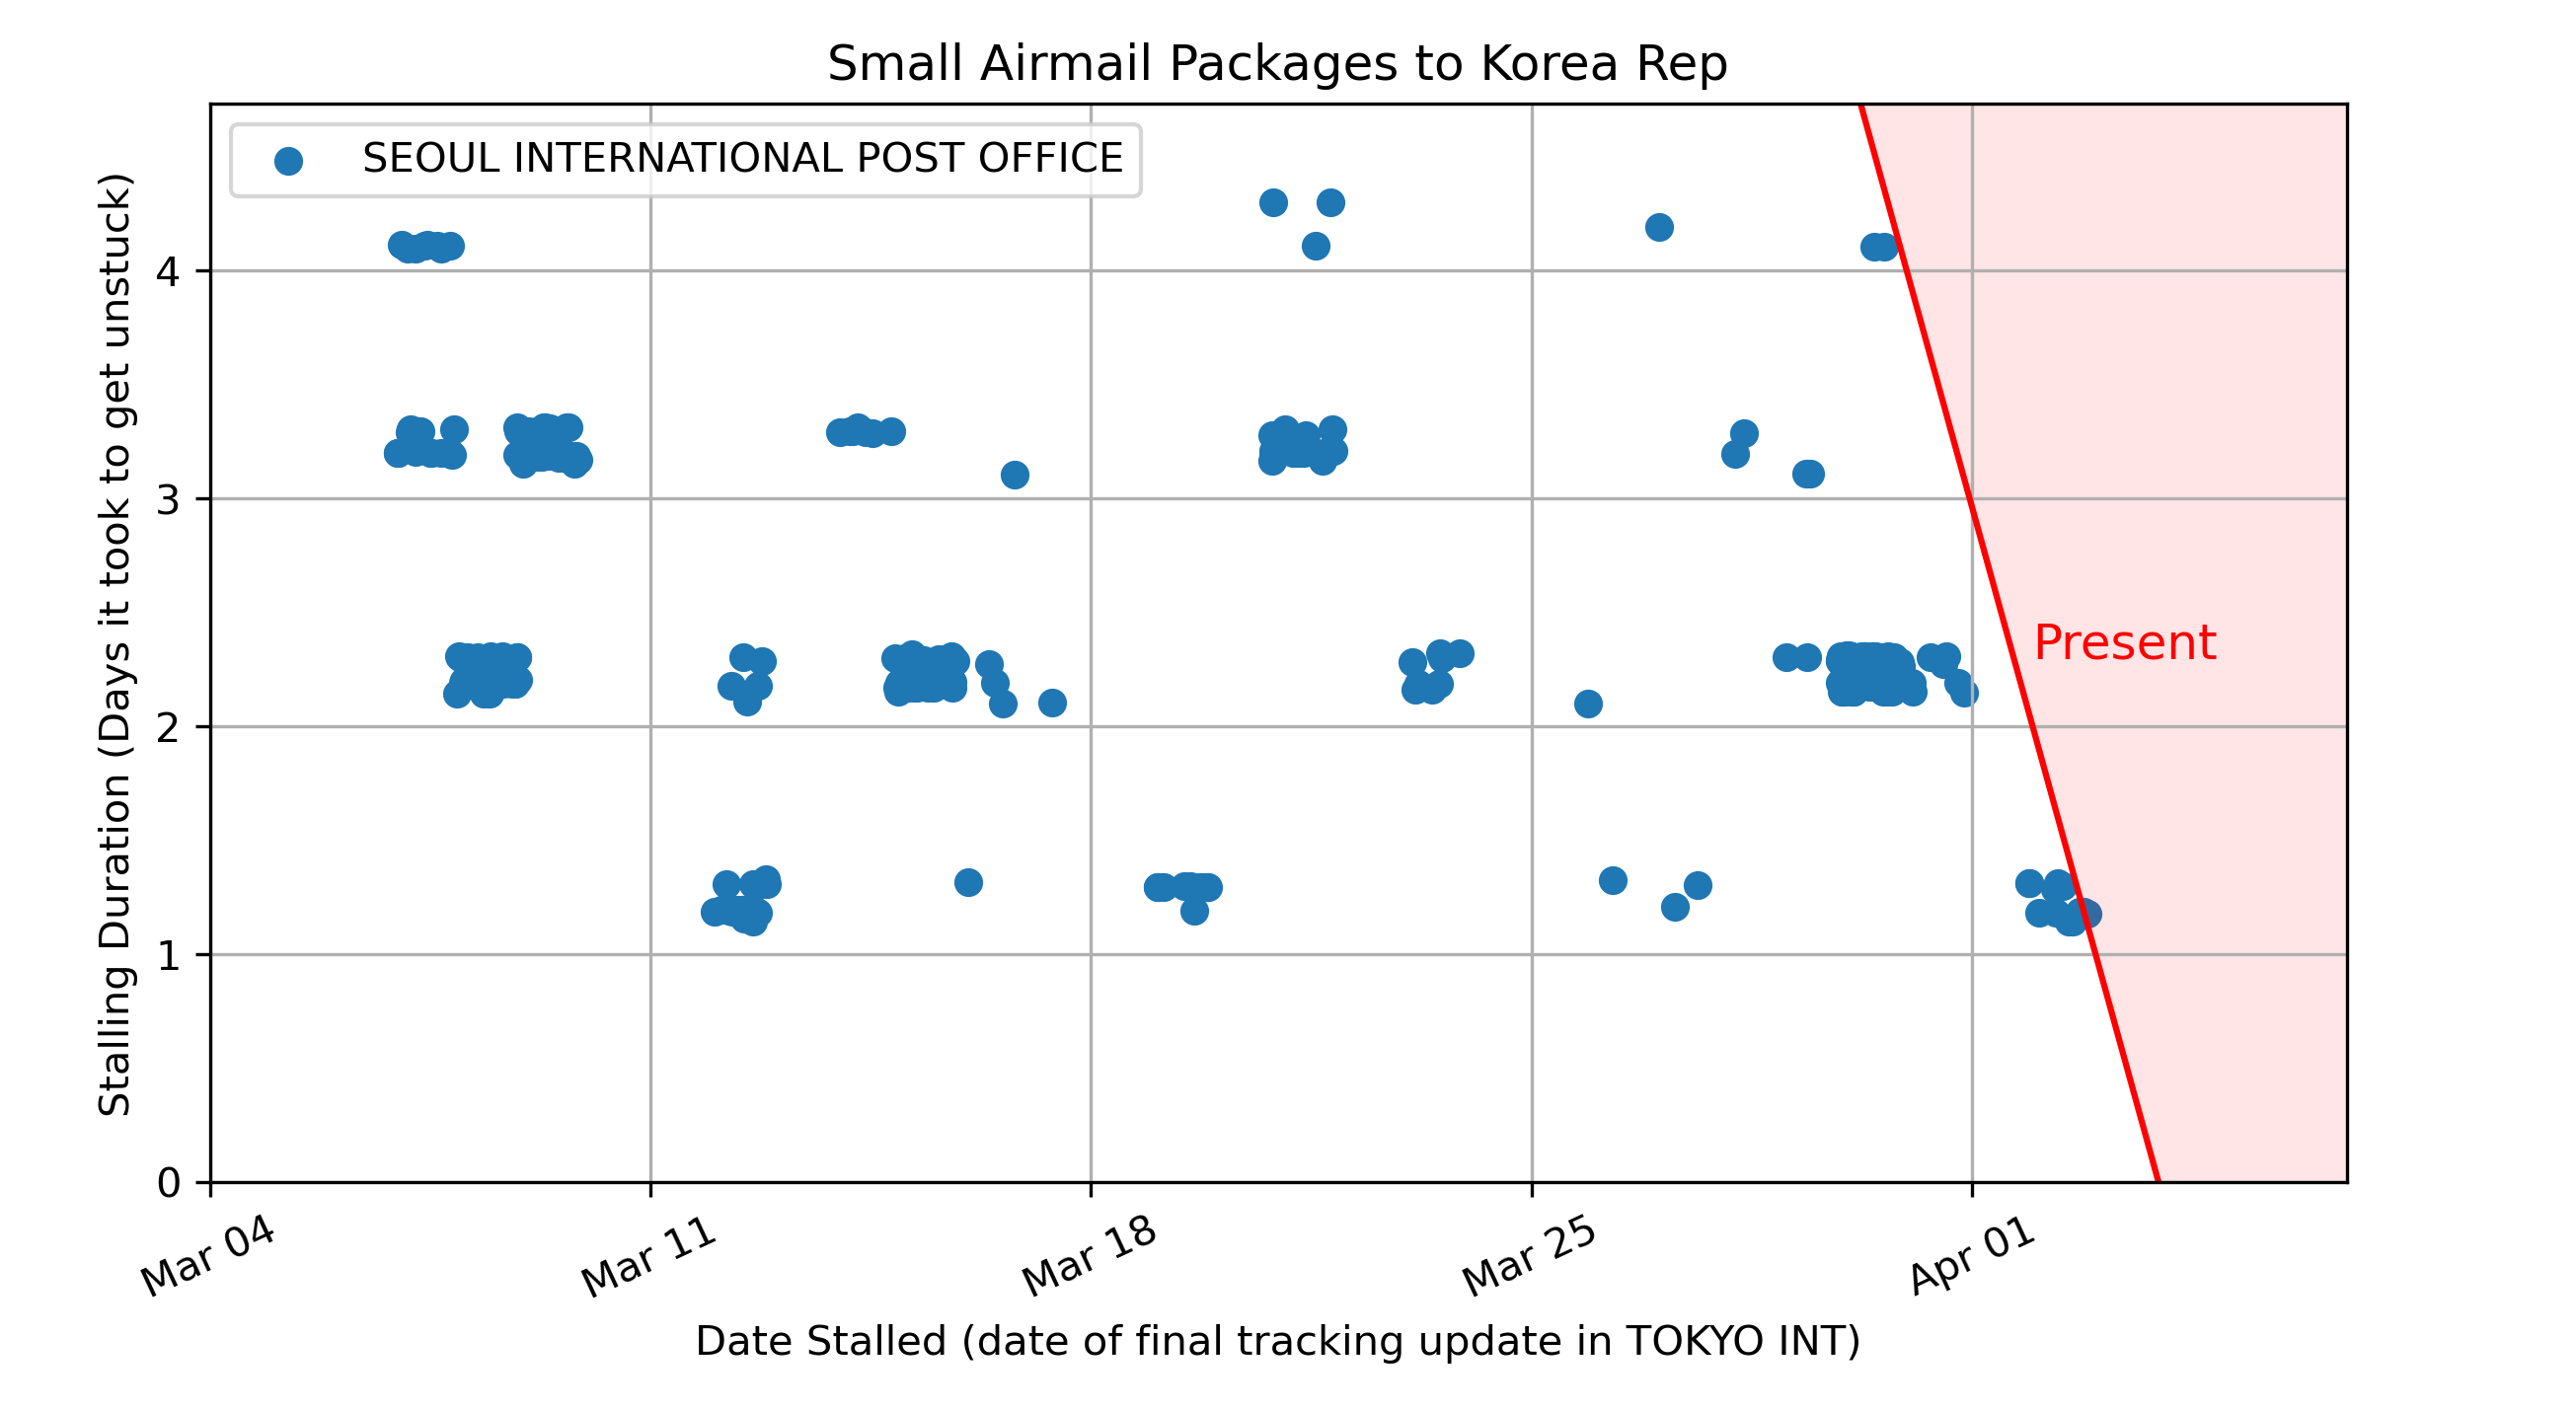 Small Airmail Packages to Korea Rep
SEOUL INTERNATIONAL POST OFFICE
Stalling Duration (Days it took to get unstuck)
4
3
2
1
0
Present
Mar 04
Mar 11
Mar 18
Mar 25
Apr 01
Date Stalled (date of final tracking update in TOKYO INT)